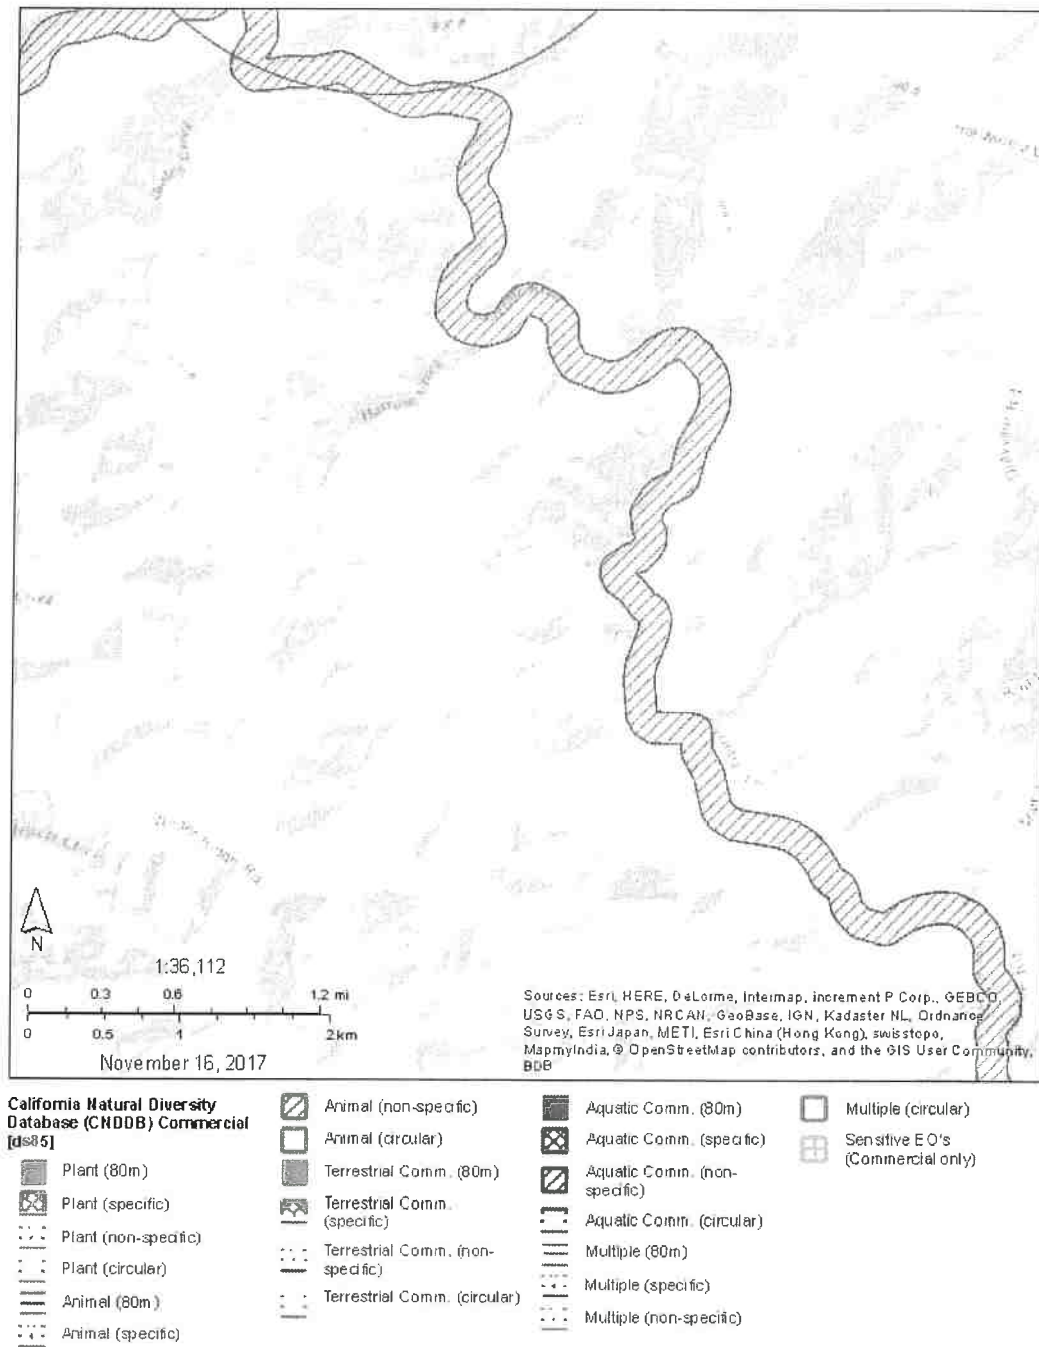 Harrow Creek
N
1:36,112
0 0.3 0.6 1.2 mi
0 0.5 1 2 km
November 16, 2017
Sources: Esri, HERE, DeLorme, Intermap, increment P Corp., GEBCO,
USGS, FAO, NPS, NRCAN, GeoBase, IGN, Kadaster NL, Ordnance
Survey, Esri Japan, METI, Esri China (Hong Kong), swisstopo,
MapmyIndia, © OpenStreetMap contributors, and the GIS User Community,
BDB
California Natural Diversity
Database (CNDDB) Commercial
[ds85]
Plant (80m)
Plant (specific)
Plant (non-specific)
Plant (circular)
Animal (80m)
Animal (specific)
Animal (non-specific)
Animal (circular)
Terrestrial Comm. (80m)
Terrestrial Comm.
(specific)
Terrestrial Comm. (non-
specific)
Terrestrial Comm. (circular)
Aquatic Comm. (80m)
Aquatic Comm. (specific)
Aquatic Comm. (non-
specific)
Aquatic Comm. (circular)
Multiple (80m)
Multiple (specific)
Multiple (non-specific)
Multiple (circular)
Sensitive EO's
(Commercial only)